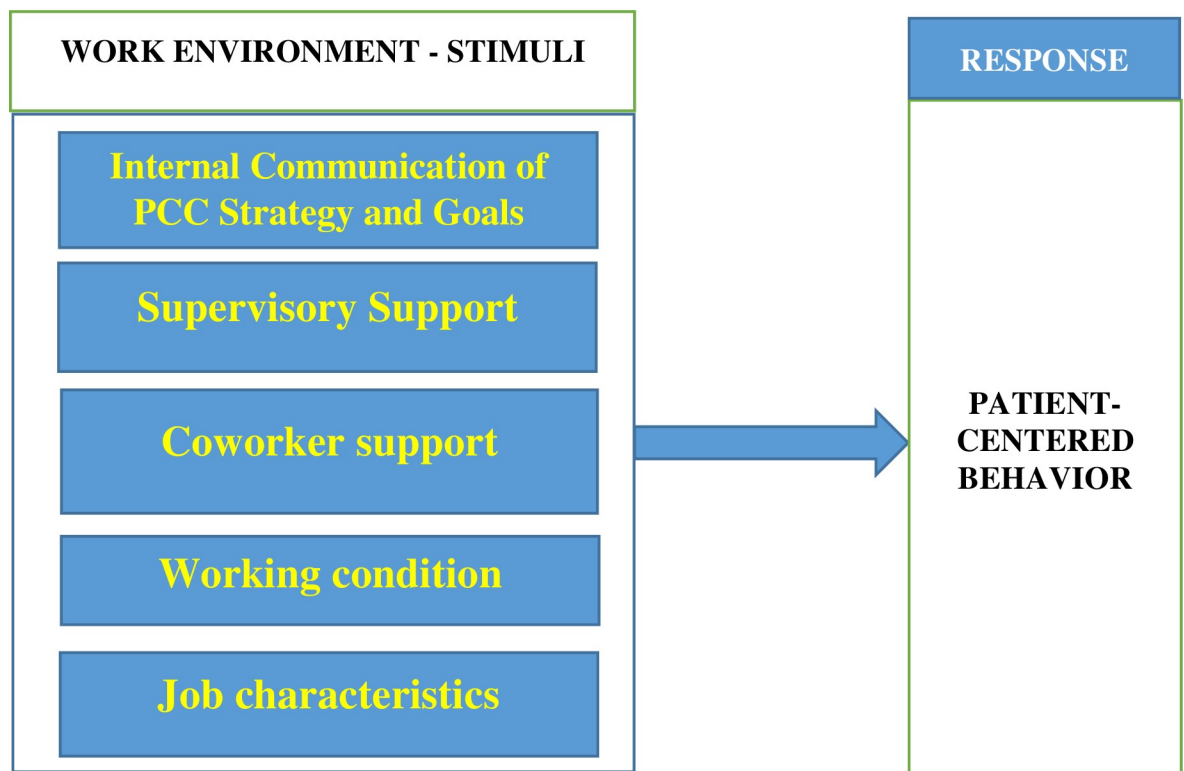 WORK ENVIRONMENT - STIMULI
Internal Communication of
PCC Strategy and Goals
Supervisory Support
Coworker support
Working condition
Job characteristics
RESPONSE
PATIENT-
CENTERED
BEHAVIOR